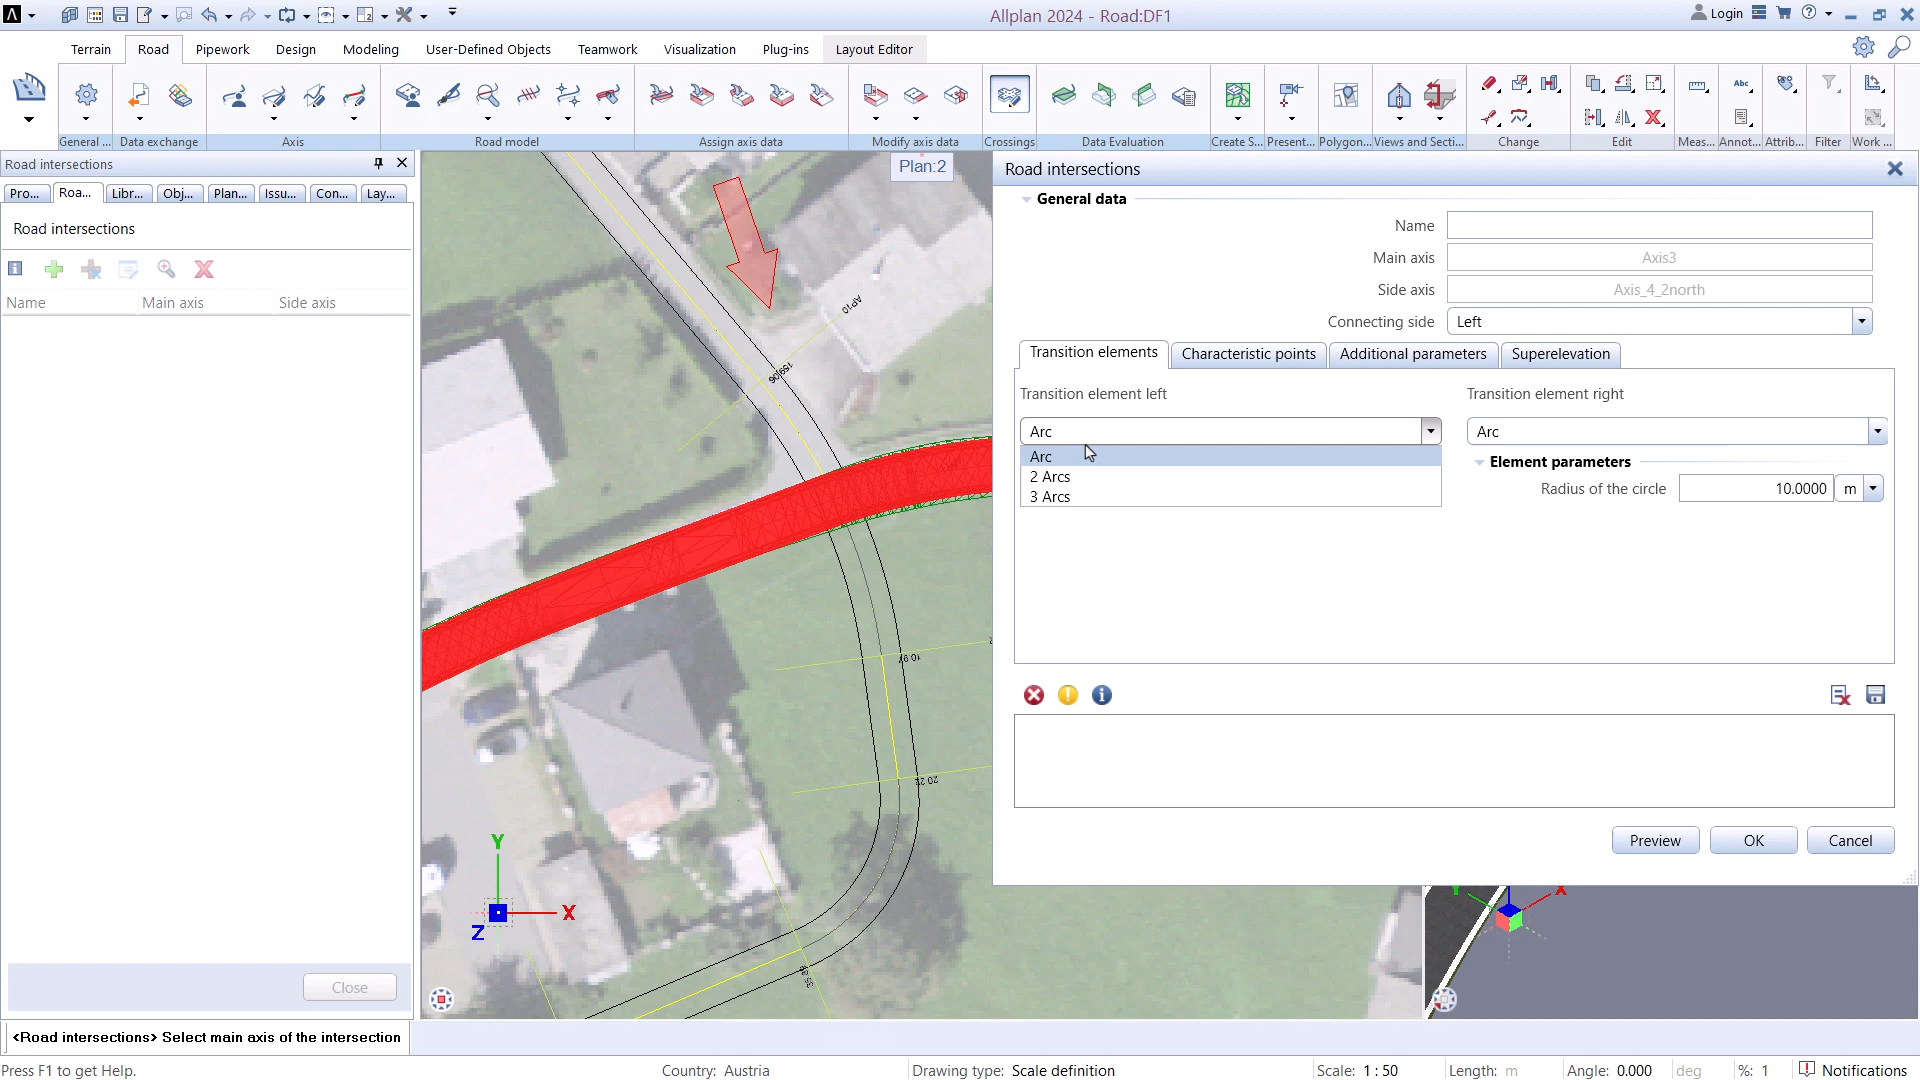 Allplan 2024 - Road:DF1
Login
Terrain
Road
Pipework
Design
Modeling
User-Defined Objects
Teamwork
Visualization
Plug-ins
Layout Editor
General ...
Data exchange
Axis
Road model
Assign axis data
Modify axis data
Crossings
Data Evaluation
Create S...
Present...
Polygon...
Views and Secti...
Change
Edit
Meas...
Annot...
Attrib...
Filter
Work ...
Abc
Road intersections
Pro...
Roa...
Libr...
Obj...
Plan...
Issu...
Con...
Lay...
Road intersections
Name
Main axis
Side axis
Close
Plan:2
AP10
10.97
20.22
Y
X
Z
Road intersections
General data
Name
Main axis
Axis3
Side axis
Axis_4_2north
Connecting side
Left
Transition elements
Characteristic points
Additional parameters
Superelevation
Transition element left
Transition element right
Arc
Arc
Arc
2 Arcs
3 Arcs
Element parameters
Radius of the circle
10.0000
m
Preview
OK
Cancel
Y
X
<Road intersections> Select main axis of the intersection
Press F1 to get Help.
Country: Austria
Drawing type: Scale definition
Scale: 1 : 50
Length: m
Angle: 0.000
deg
%: 1
Notifications